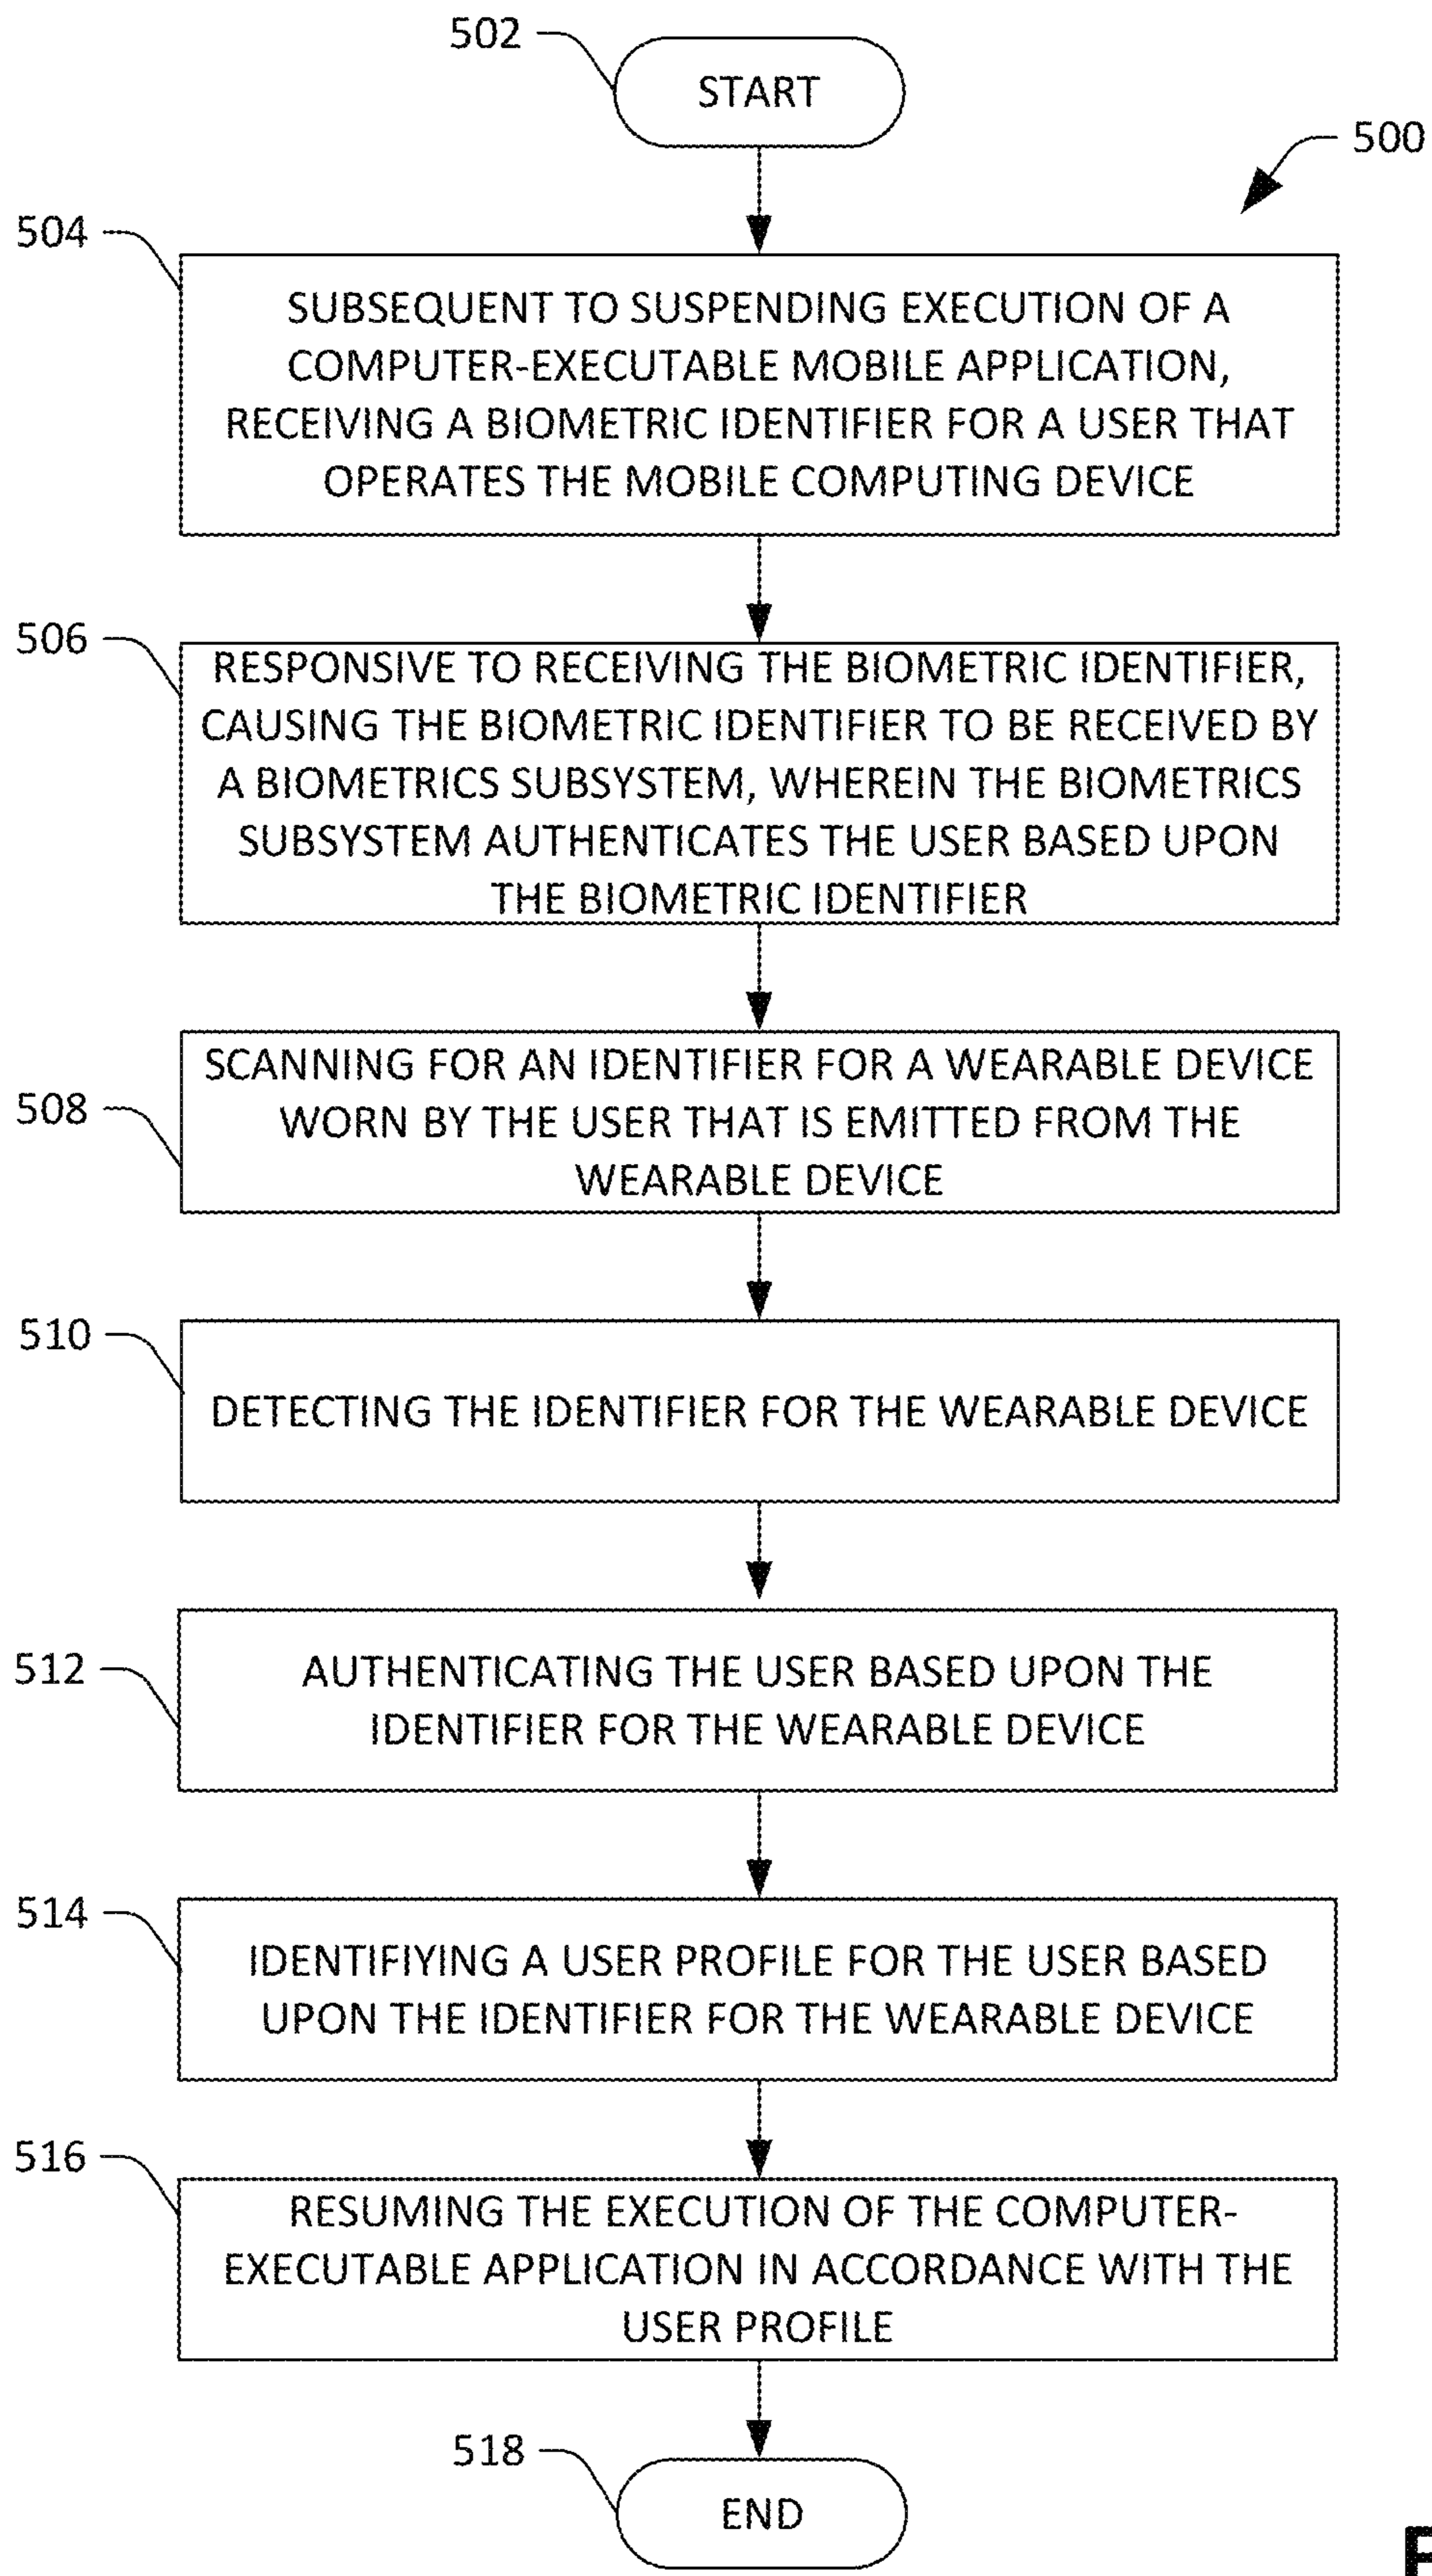 502
START
500
504
SUBSEQUENT TO SUSPENDING EXECUTION OF A
COMPUTER-EXECUTABLE MOBILE APPLICATION,
RECEIVING A BIOMETRIC IDENTIFIER FOR A USER THAT
OPERATES THE MOBILE COMPUTING DEVICE
506
RESPONSIVE TO RECEIVING THE BIOMETRIC IDENTIFIER,
CAUSING THE BIOMETRIC IDENTIFIER TO BE RECEIVED BY
A BIOMETRICS SUBSYSTEM, WHEREIN THE BIOMETRICS
SUBSYSTEM AUTHENTICATES THE USER BASED UPON
THE BIOMETRIC IDENTIFIER
508
SCANNING FOR AN IDENTIFIER FOR A WEARABLE DEVICE
WORN BY THE USER THAT IS EMITTED FROM THE
WEARABLE DEVICE
510
DETECTING THE IDENTIFIER FOR THE WEARABLE DEVICE
512
AUTHENTICATING THE USER BASED UPON THE
IDENTIFIER FOR THE WEARABLE DEVICE
514
IDENTIFIYING A USER PROFILE FOR THE USER BASED
UPON THE IDENTIFIER FOR THE WEARABLE DEVICE
516
RESUMING THE EXECUTION OF THE COMPUTER-
EXECUTABLE APPLICATION IN ACCORDANCE WITH THE
USER PROFILE
518
END